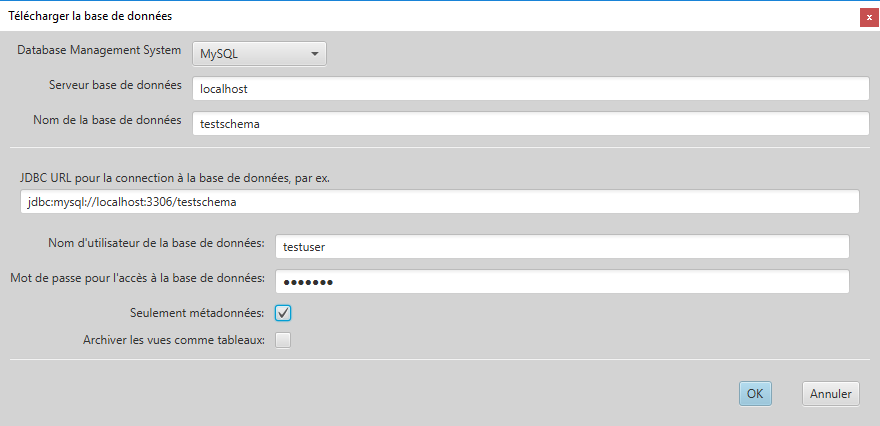 Télécharger la base de données
x
Database Management System MySQL
Serveur base de données localhost
Nom de la base de données testschema
JDBC URL pour la connection à la base de données, par ex.
jdbc:mysql://localhost:3306/testschema
Nom d'utilisateur de la base de données: testuser
Mot de passe pour l'accès à la base de données: •••••••
Seulement métadonnées:
Archiver les vues comme tableaux:
OK Annuler